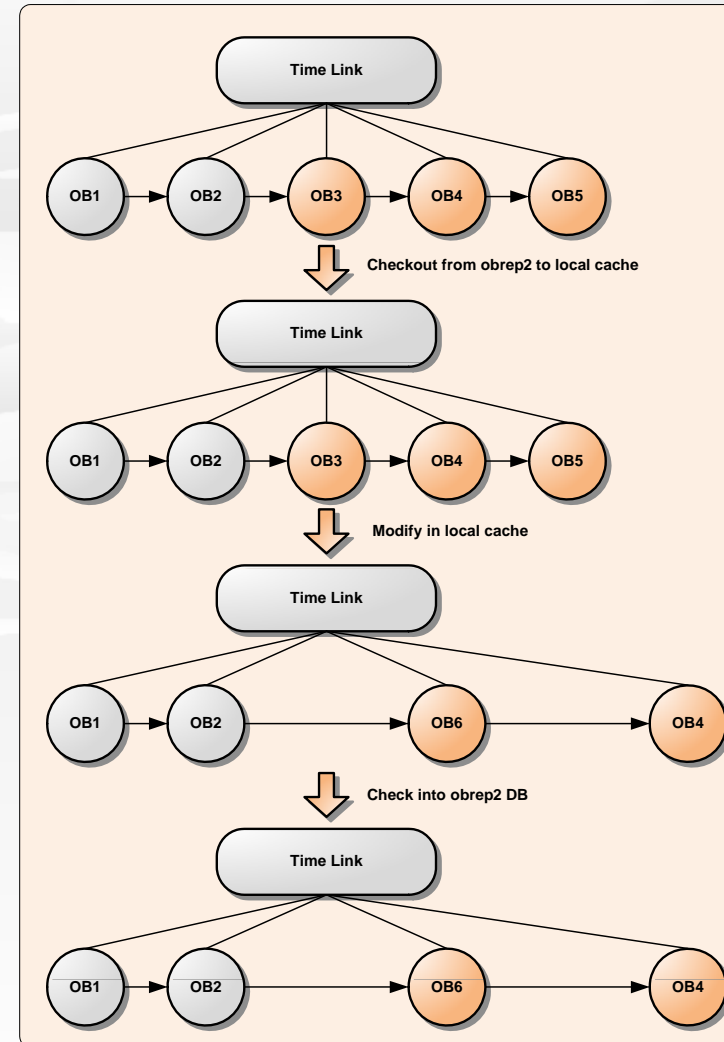 Time Link
OB1 OB2 OB3 OB4 OB5
Checkout from obrep2 to local cache
Time Link
OB1 OB2 OB3 OB4 OB5
Modify in local cache
Time Link
OB1 OB2 OB6 OB4
Check into obrep2 DB
Time Link
OB1 OB2 OB6 OB4